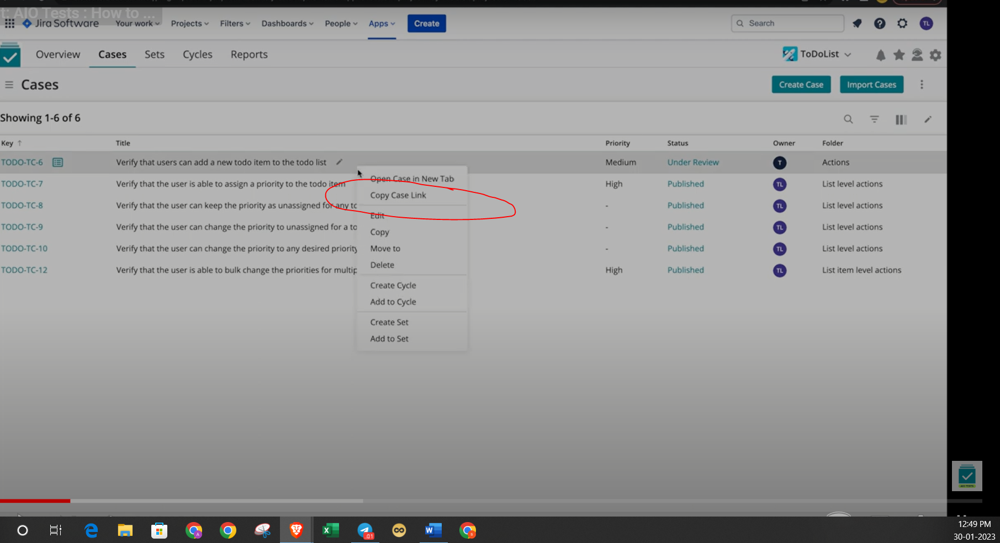 t: AIO Tests : How to ...
Jira Software Your work Projects Filters Dashboards People Apps Create Search TL
Overview Cases Sets Cycles Reports ToDoList
Cases Create Case Import Cases
Showing 1-6 of 6
Key Title Priority Status Owner Folder
TODO-TC-6 Verify that users can add a new todo item to the todo list Medium Under Review T Actions
TODO-TC-7 Verify that the user is able to assign a priority to the todo item High Published TL List level actions
TODO-TC-8 Verify that the user can keep the priority as unassigned for any to - Published TL List level actions
TODO-TC-9 Verify that the user can change the priority to unassigned for a to - Published TL List level actions
TODO-TC-10 Verify that the user can change the priority to any desired priority - Published TL List level actions
TODO-TC-12 Verify that the user is able to bulk change the priorities for multip High Published TL List item level actions
Open Case in New Tab
Copy Case Link
Edit
Copy
Move to
Delete
Create Cycle
Add to Cycle
Create Set
Add to Set
AIO TESTS
.01
12:49 PM
30-01-2023